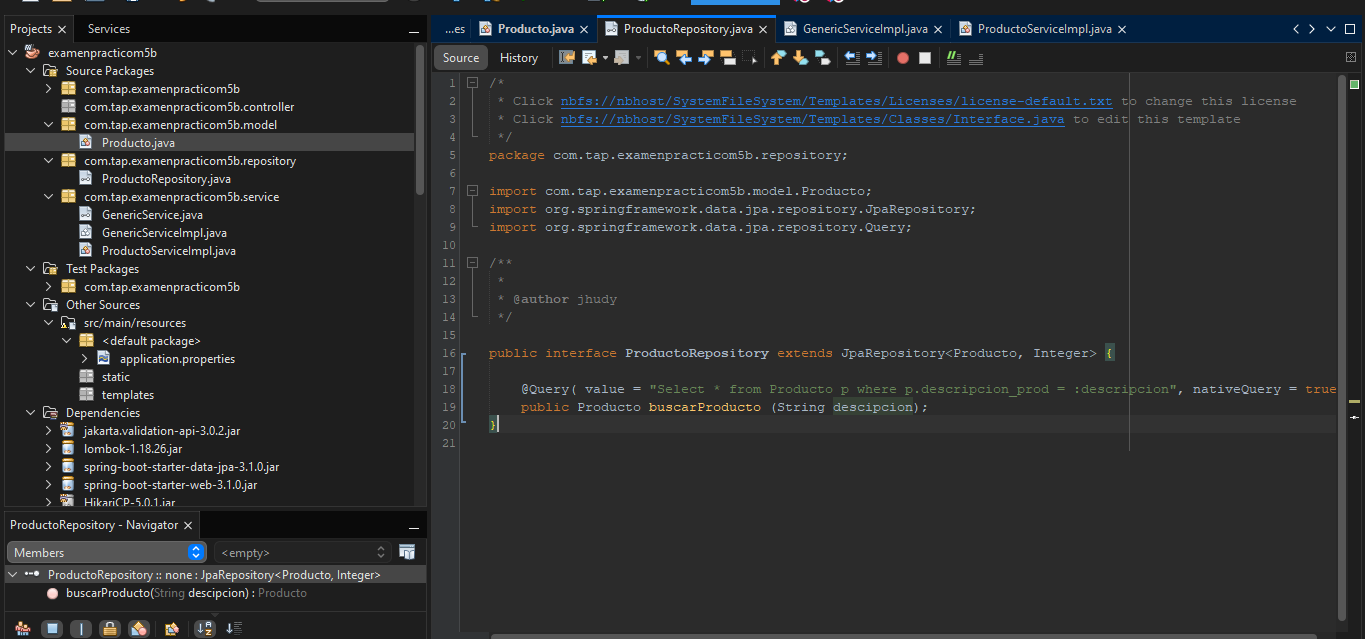 Projects
Services
examenpracticom5b
Source Packages
com.tap.examenpracticom5b
com.tap.examenpracticom5b.controller
com.tap.examenpracticom5b.model
Producto.java
com.tap.examenpracticom5b.repository
ProductoRepository.java
com.tap.examenpracticom5b.service
GenericService.java
GenericServiceImpl.java
ProductoServiceImpl.java
Test Packages
com.tap.examenpracticom5b
Other Sources
src/main/resources
<default package>
application.properties
static
templates
Dependencies
jakarta.validation-api-3.0.2.jar
lombok-1.18.26.jar
spring-boot-starter-data-jpa-3.1.0.jar
spring-boot-starter-web-3.1.0.jar
HikariCP-5.0.1.jar
ProductoRepository - Navigator
Members
<empty>
ProductoRepository :: none : JpaRepository<Producto, Integer>
buscarProducto(String descipcion) : Producto
...es
Producto.java
ProductoRepository.java
GenericServiceImpl.java
ProductoServiceImpl.java
Source
History
1 /*
2 * Click nbfs://nbhost/SystemFileSystem/Templates/Licenses/license-default.txt to change this license
3 * Click nbfs://nbhost/SystemFileSystem/Templates/Classes/Interface.java to edit this template
4 */
5 package com.tap.examenpracticom5b.repository;
6
7 import com.tap.examenpracticom5b.model.Producto;
8 import org.springframework.data.jpa.repository.JpaRepository;
9 import org.springframework.data.jpa.repository.Query;
10
11 /**
12 *
13 * @author jhudy
14 */
15
16 public interface ProductoRepository extends JpaRepository<Producto, Integer> {
17
18 @Query( value = "Select * from Producto p where p.descripcion_prod = :descripcion", nativeQuery = true
19 public Producto buscarProducto (String descipcion);
20 }
21